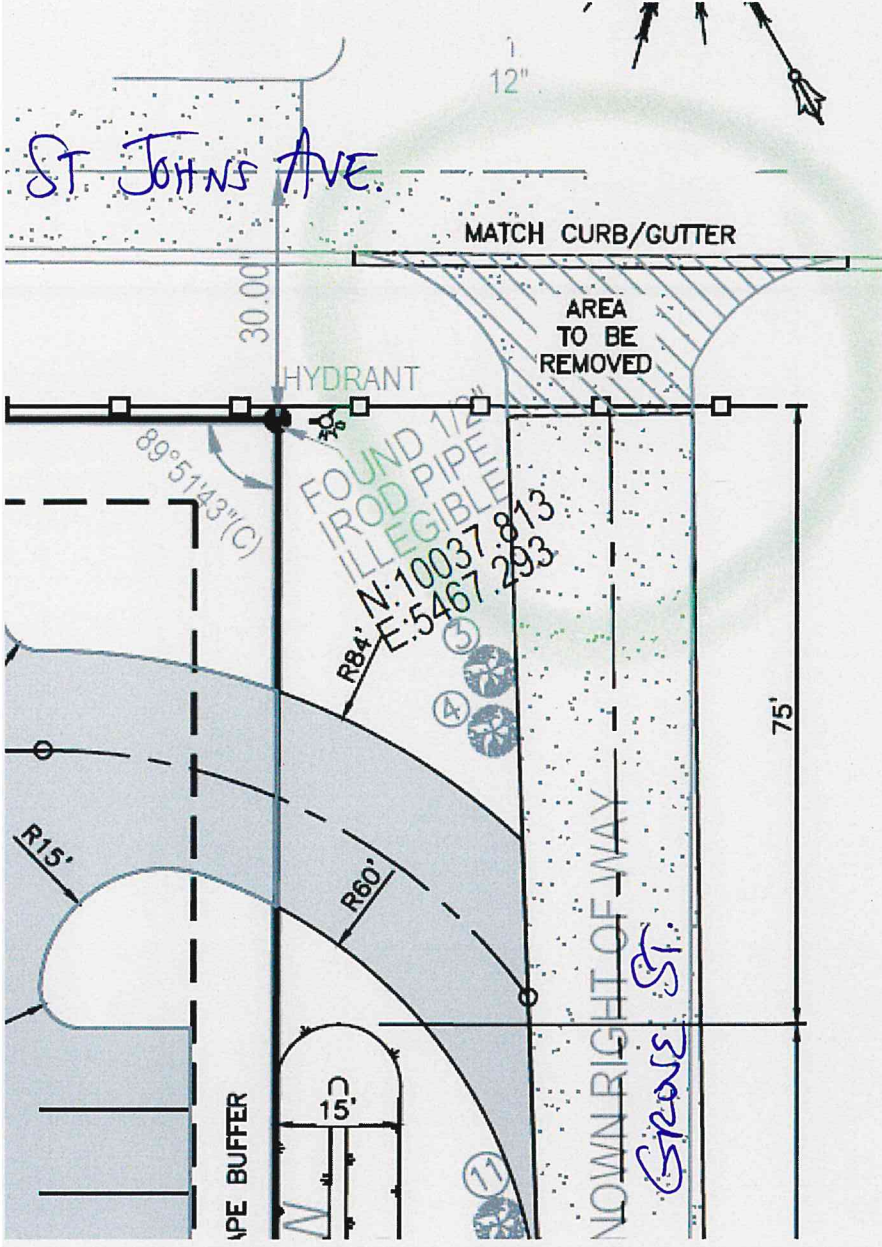 12"
ST JOHNS AVE.
MATCH CURB/GUTTER
30.00'
AREA
TO BE
REMOVED
HYDRANT
89°51'43"(C)
FOUND 1/2"
IROD PIPE
ILLEGIBLE
N:10037.813
E:5467.293
3
R84'
4
75'
R15'
R60'
NOWN RIGHT OF WAY
GROVE ST.
15'
APE BUFFER
11
N